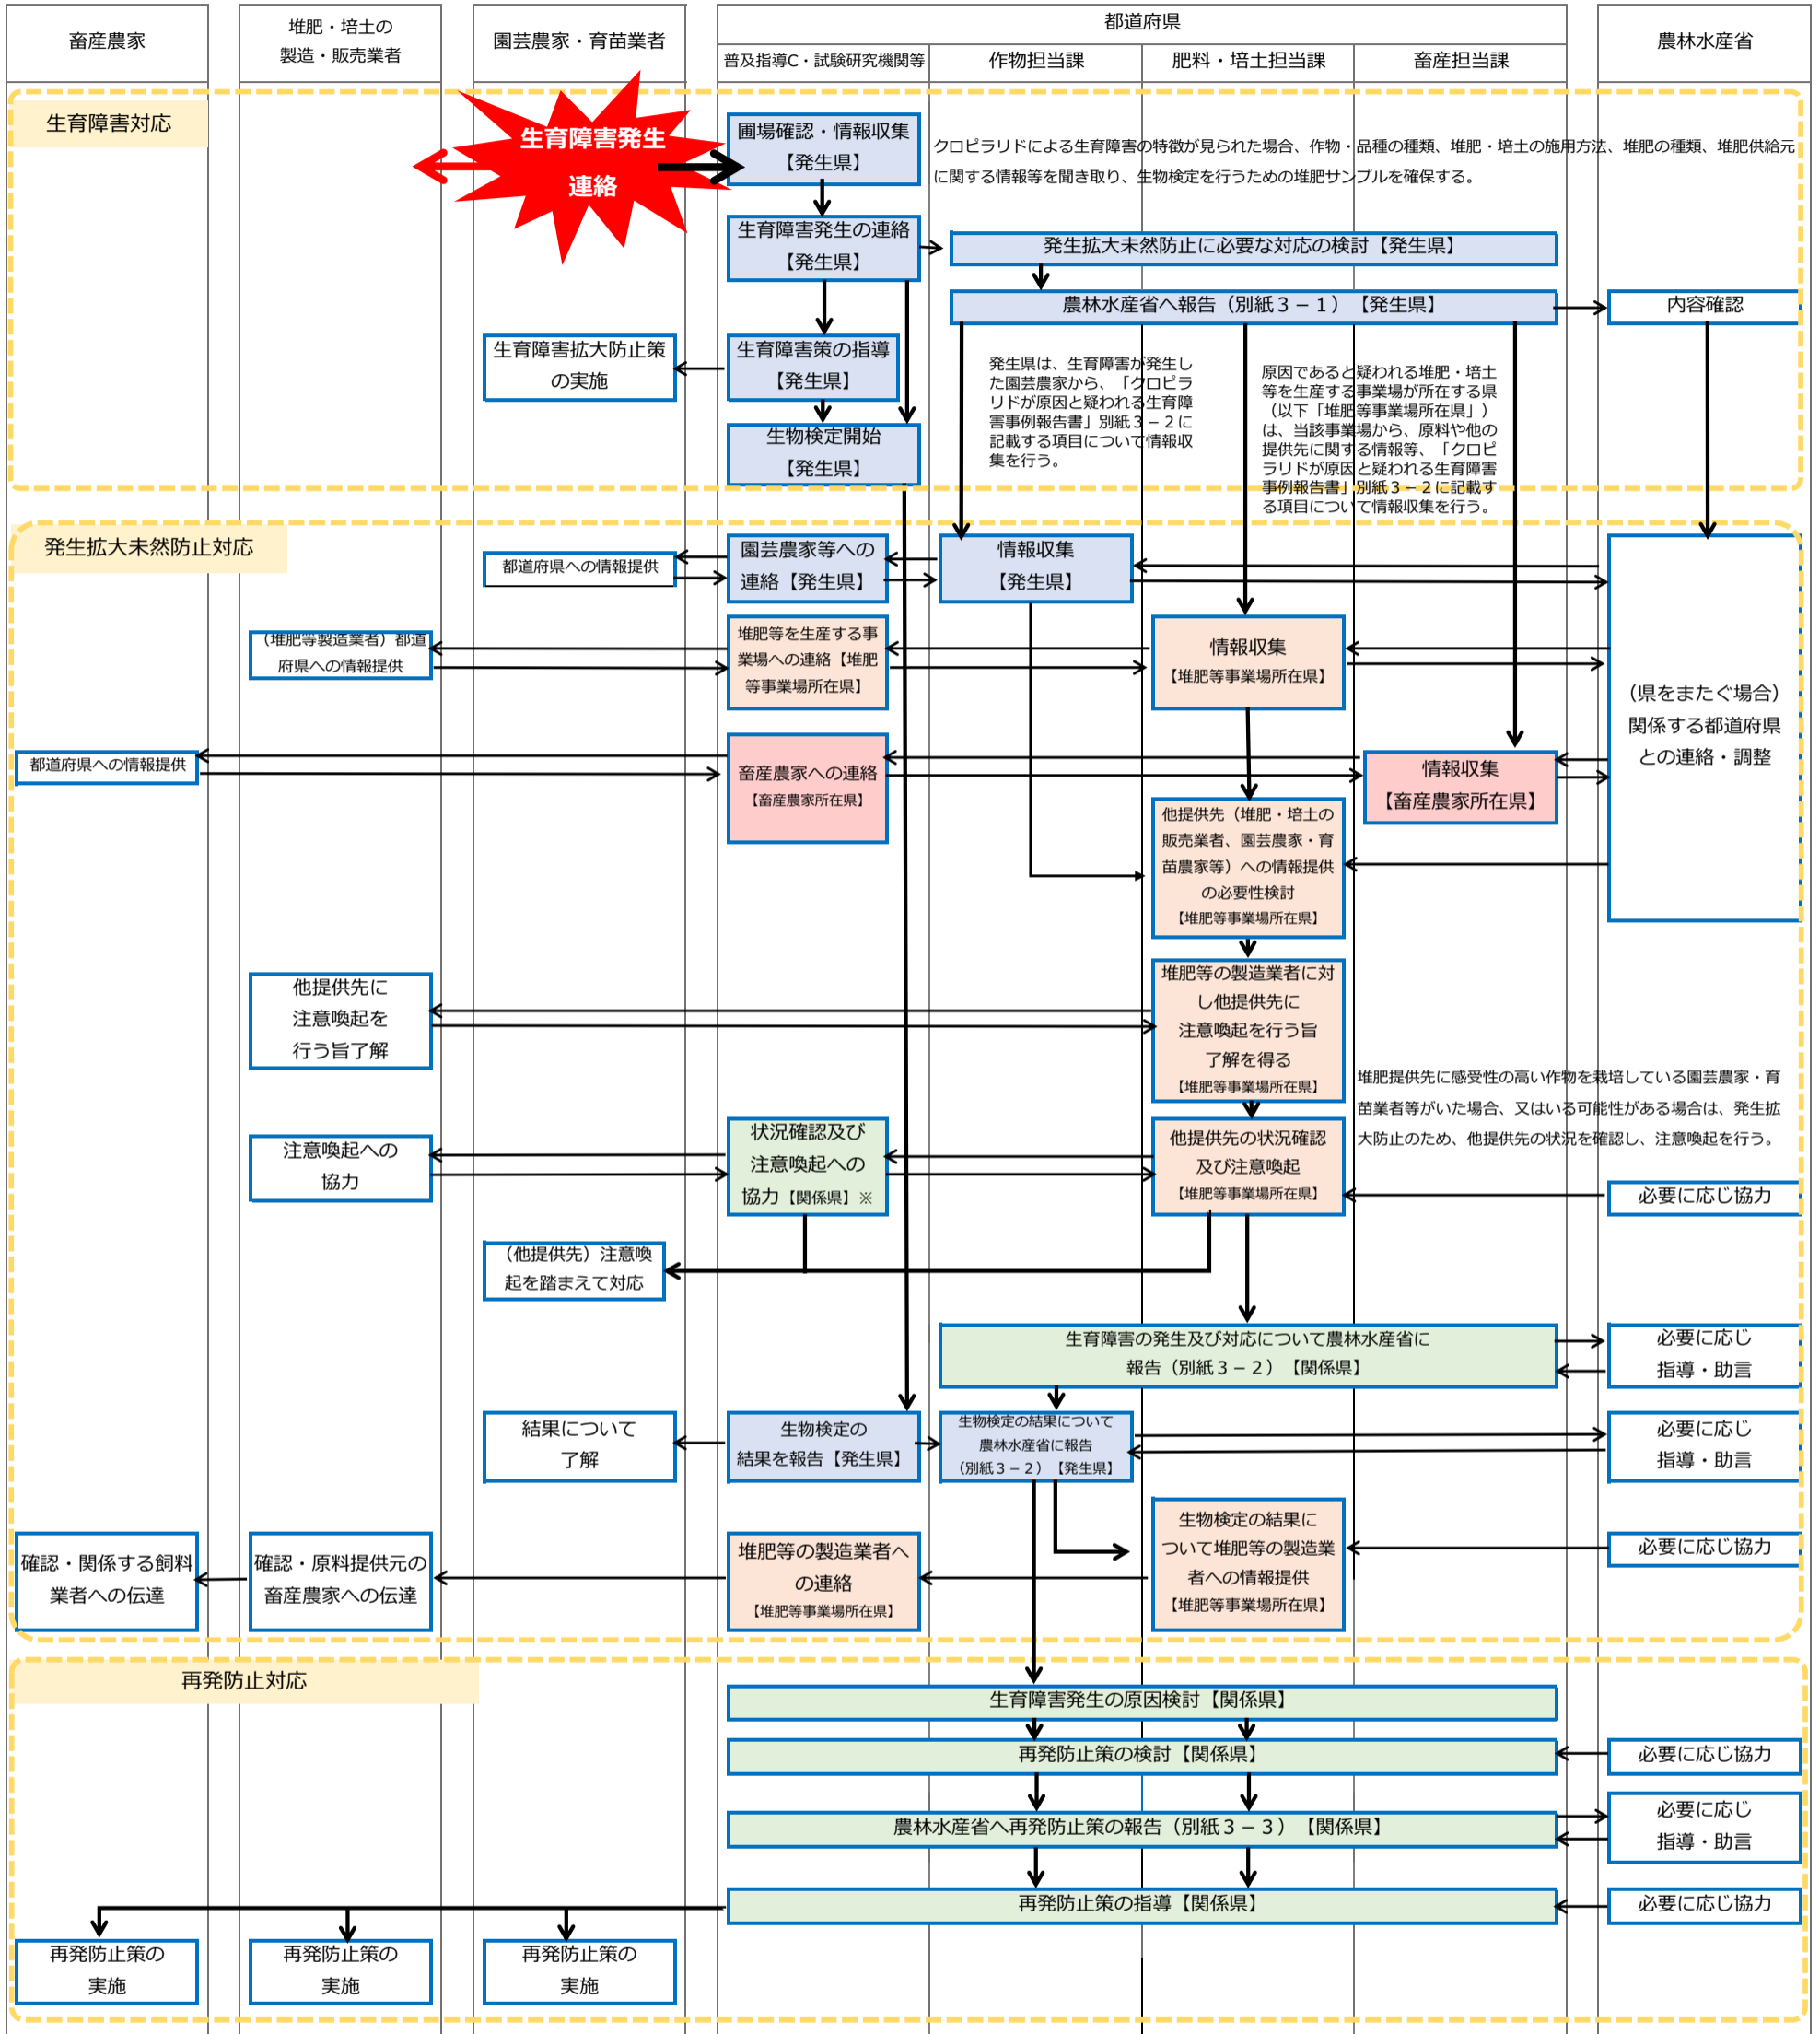 畜産農家
堆肥・培土の
製造・販売業者
園芸農家・育苗業者
都道府県
普及指導C・試験研究機関等
作物担当課
肥料・培土担当課
畜産担当課
農林水産省
生育障害対応
生育障害発生
連絡
圃場確認・情報収集
【発生県】
クロピラリドによる生育障害の特徴が見られた場合、作物・品種の種類、堆肥・培土の施用方法、堆肥の種類、堆肥供給元
に関する情報等を聞き取り、生物検定を行うための堆肥サンプルを確保する。
生育障害発生の連絡
【発生県】
発生拡大未然防止に必要な対応の検討【発生県】
農林水産省へ報告（別紙３－１）【発生県】
内容確認
生育障害拡大防止策
の実施
生育障害策の指導
【発生県】
発生県は、生育障害が発生し
た園芸農家から、「クロピラ
リドが原因と疑われる生育障
害事例報告書」別紙３－２に
記載する項目について情報収
集を行う。
原因であると疑われる堆肥・培土
等を生産する事業場が所在する県
（以下「堆肥等事業場所在県」）
は、当該事業場から、原料や他の
提供先に関する情報等、「クロピ
ラリドが原因と疑われる生育障害
事例報告書」別紙３－２に記載す
る項目について情報収集を行う。
生物検定開始
【発生県】
発生拡大未然防止対応
都道府県への情報提供
園芸農家等への
連絡【発生県】
情報収集
【発生県】
（堆肥等製造業者）都道
府県への情報提供
堆肥等を生産する事
業場への連絡【堆肥
等事業場所在県】
情報収集
【堆肥等事業場所在県】
（県をまたぐ場合）
関係する都道府県
との連絡・調整
都道府県への情報提供
畜産農家への連絡
【畜産農家所在県】
情報収集
【畜産農家所在県】
他提供先（堆肥・培土の
販売業者、園芸農家・育
苗農家等）への情報提供
の必要性検討
【堆肥等事業場所在県】
他提供先に
注意喚起を
行う旨了解
堆肥等の製造業者に対
し他提供先に
注意喚起を行う旨
了解を得る
【堆肥等事業場所在県】
堆肥提供先に感受性の高い作物を栽培している園芸農家・育
苗業者等がいた場合、又はいる可能性がある場合は、発生拡
大防止のため、他提供先の状況を確認し、注意喚起を行う。
注意喚起への
協力
状況確認及び
注意喚起への
協力【関係県】※
他提供先の状況確認
及び注意喚起
【堆肥等事業場所在県】
必要に応じ協力
（他提供先）注意喚
起を踏まえて対応
生育障害の発生及び対応について農林水産省に
報告（別紙３－２）【関係県】
必要に応じ
指導・助言
結果について
了解
生物検定の
結果を報告【発生県】
生物検定の結果について
農林水産省に報告
（別紙３－２）【発生県】
必要に応じ
指導・助言
確認・関係する飼料
業者への伝達
確認・原料提供元の
畜産農家への伝達
堆肥等の製造業者へ
の連絡
【堆肥等事業場所在県】
生物検定の結果に
ついて堆肥等の製造業
者への情報提供
【堆肥等事業場所在県】
必要に応じ協力
再発防止対応
生育障害発生の原因検討【関係県】
再発防止策の検討【関係県】
必要に応じ協力
農林水産省へ再発防止策の報告（別紙３－３）【関係県】
必要に応じ
指導・助言
再発防止策の指導【関係県】
必要に応じ協力
再発防止策の
実施
再発防止策の
実施
再発防止策の
実施